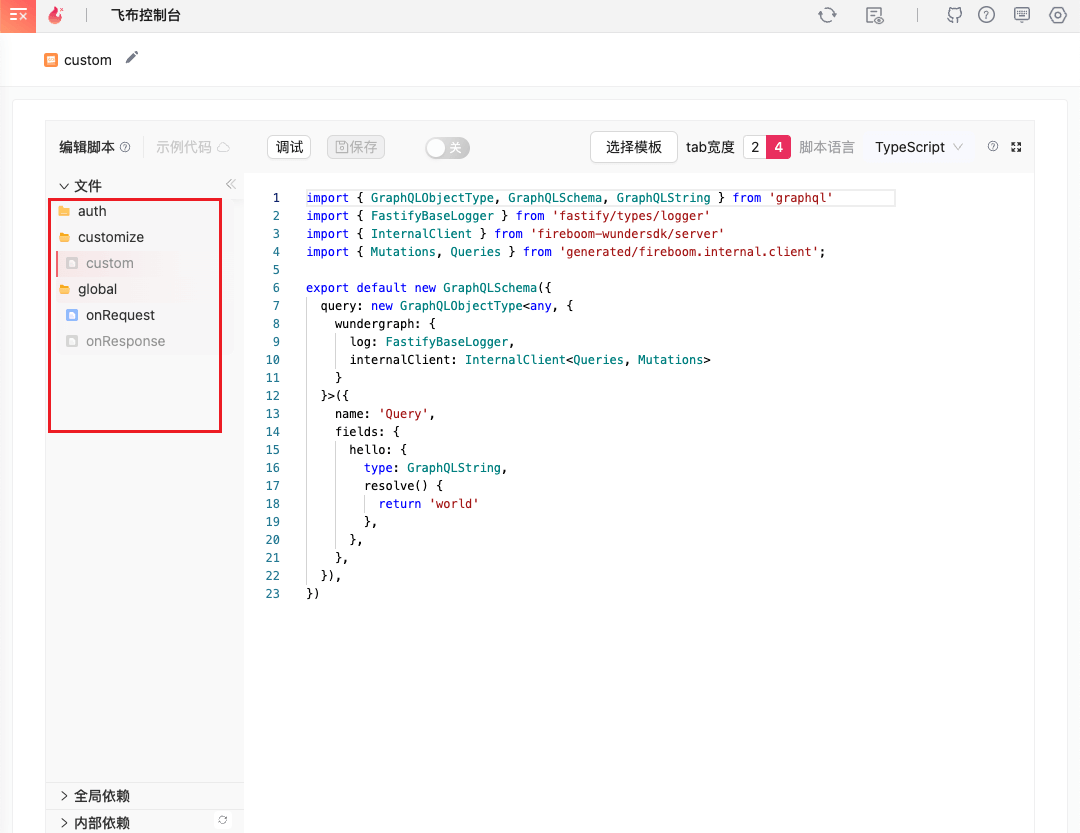 飞布控制台
custom
编辑脚本 示例代码 调试 保存 关 选择模板 tab宽度 2 4 脚本语言 TypeScript
文件
auth
customize
custom
global
onRequest
onResponse
全局依赖
内部依赖
1 import { GraphQLObjectType, GraphQLSchema, GraphQLString } from 'graphql'
2 import { FastifyBaseLogger } from 'fastify/types/logger'
3 import { InternalClient } from 'fireboom-wundersdk/server'
4 import { Mutations, Queries } from 'generated/fireboom.internal.client';
5
6 export default new GraphQLSchema({
7 query: new GraphQLObjectType<any, {
8 wundergraph: {
9 log: FastifyBaseLogger,
10 internalClient: InternalClient<Queries, Mutations>
11 }
12 }>({
13 name: 'Query',
14 fields: {
15 hello: {
16 type: GraphQLString,
17 resolve() {
18 return 'world'
19 },
20 },
21 },
22 }),
23 })